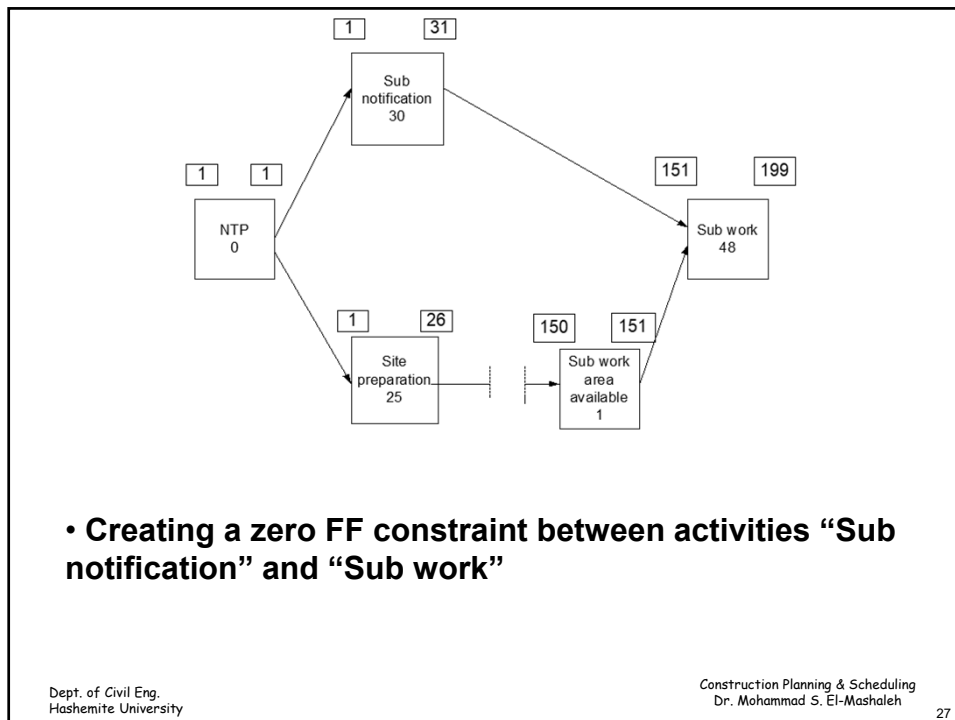 1 31
Sub
notification
30
1 1
NTP
0
151 199
Sub work
48
1 26
Site
preparation
25
150 151
Sub work
area
available
1
• Creating a zero FF constraint between activities “Sub
notification” and “Sub work”
Dept. of Civil Eng.
Hashemite University
Construction Planning & Scheduling
Dr. Mohammad S. El-Mashaleh
27